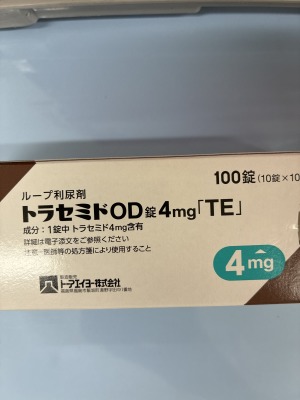 ループ利尿剤
100錠(10錠×10
トラセミドOD錠4mg「TE」
成分:1錠中 トラセミド4mg含有
詳細は電子添文をご参照ください
注意-医師等の処方箋により使用すること
4mg
製造販売
トーアエイヨー株式会社